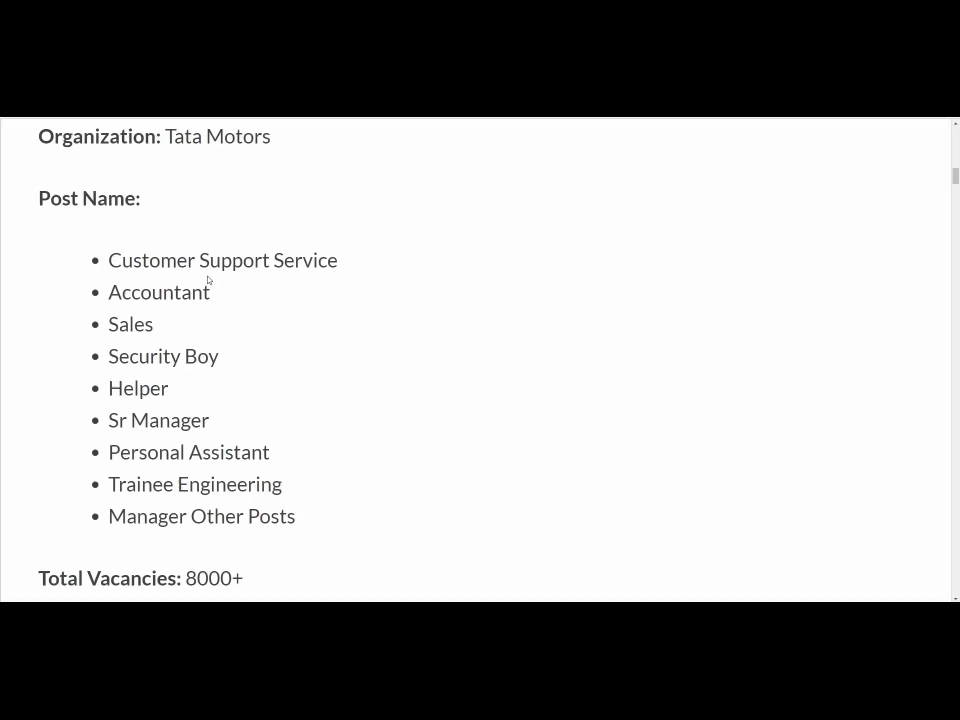 Organization: Tata Motors
Post Name:
• Customer Support Service
• Accountant
• Sales
• Security Boy
• Helper
• Sr Manager
• Personal Assistant
• Trainee Engineering
• Manager Other Posts
Total Vacancies: 8000+